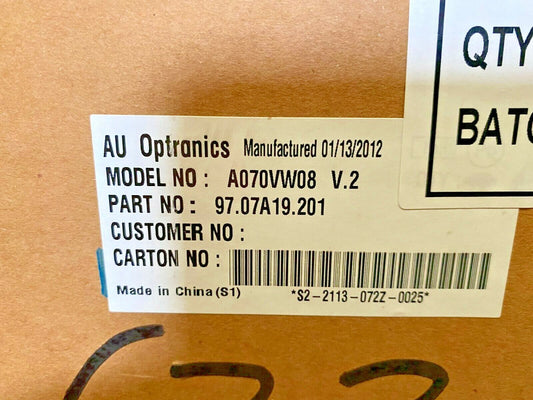 QTY
BATC
AU Optranics Manufactured 01/13/2012
MODEL NO : A070VW08 V.2
PART NO : 97.07A19.201
CUSTOMER NO :
CARTON NO :
Made in China (S1)
*S2-2113-072Z-0025*